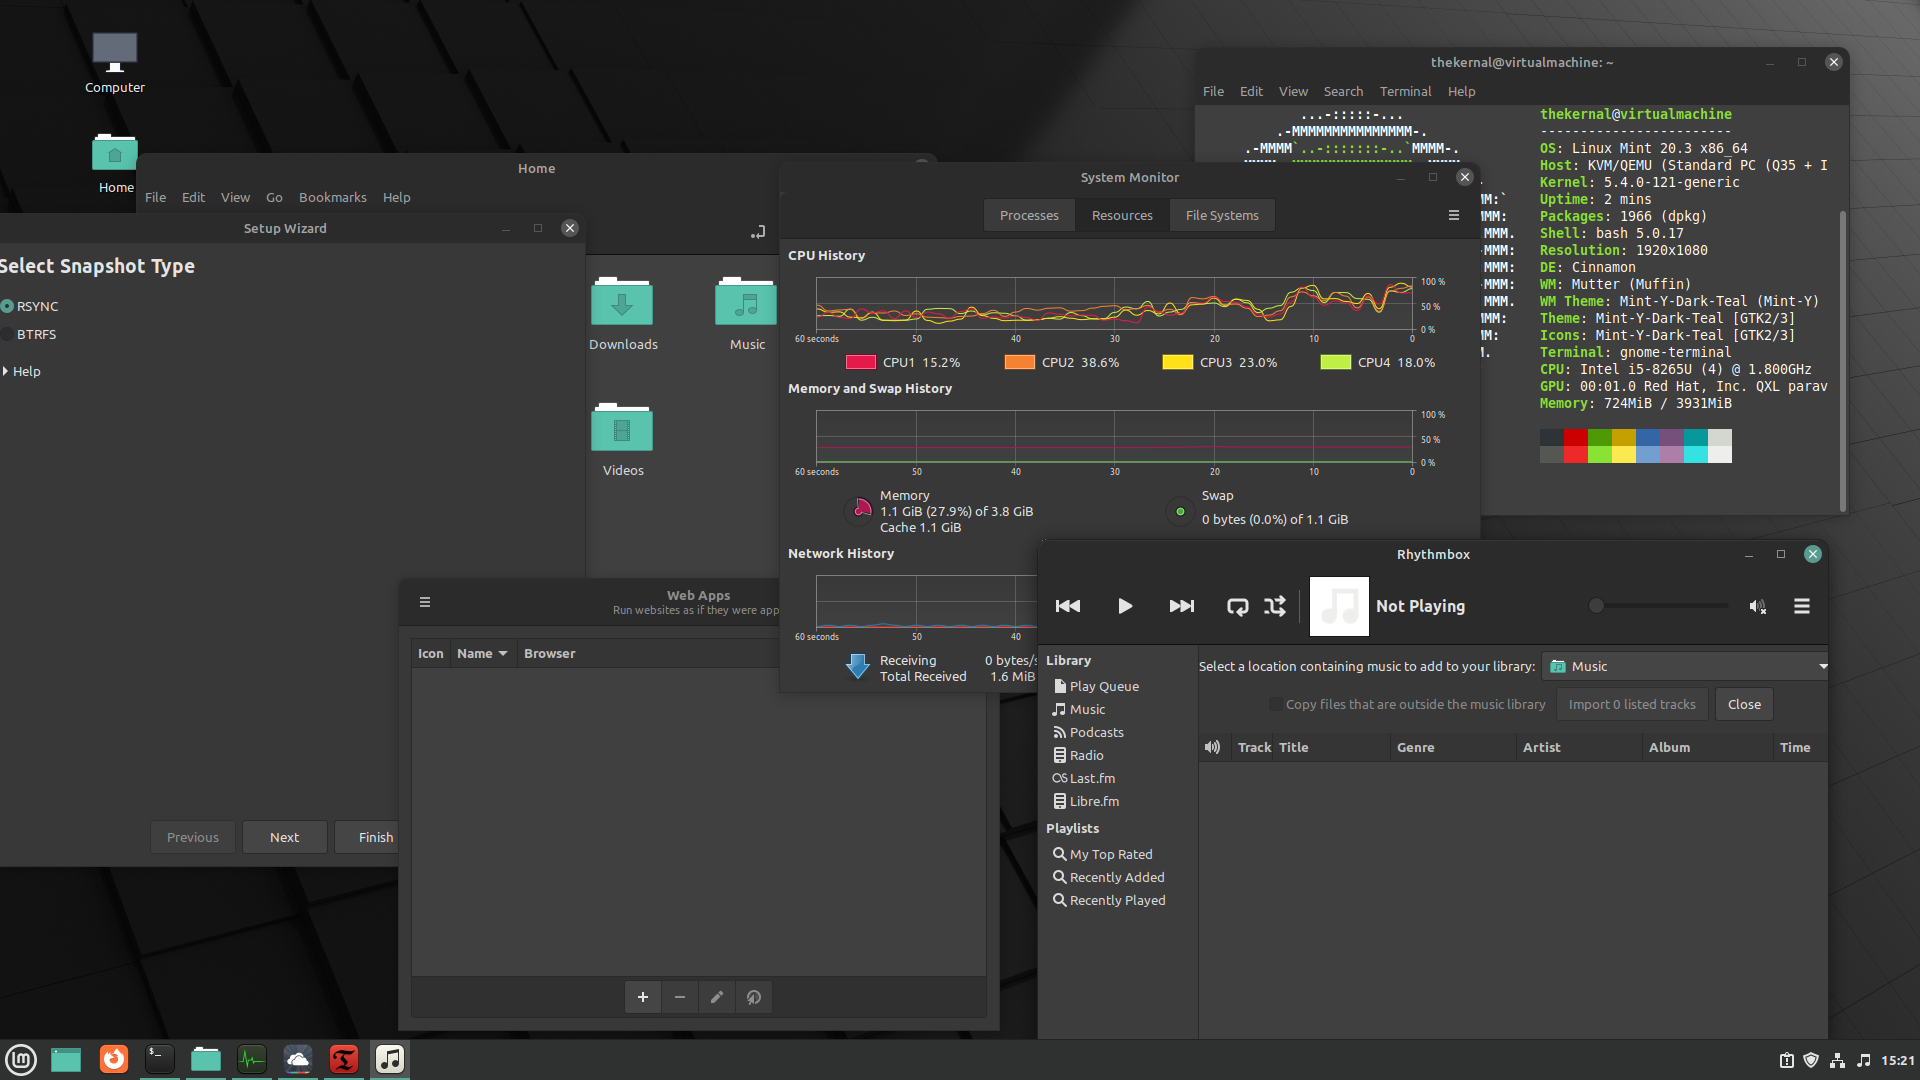 Computer
Home
Home
File Edit View Go Bookmarks Help
Downloads
Music
Videos
Setup Wizard
Select Snapshot Type
RSYNC
BTRFS
Help
Previous Next Finish
Web Apps
Run websites as if they were app
Icon Name Browser
System Monitor
Processes Resources File Systems
CPU History
100 %
50 %
0 %
60 seconds 50 40 30 20 10 0
CPU1 15.2% CPU2 38.6% CPU3 23.0% CPU4 18.0%
Memory and Swap History
100 %
50 %
0 %
60 seconds 50 40 30 20 10 0
Memory
1.1 GiB (27.9%) of 3.8 GiB
Cache 1.1 GiB
Swap
0 bytes (0.0%) of 1.1 GiB
Network History
60 seconds 50 40
Receiving 0 bytes/s
Total Received 1.6 MiB
thekernal@virtualmachine: ~
File Edit View Search Terminal Help
...-:::::-...
.-MMMMMMMMMMMMMMM-.
.-MMMM`..-:::::::-..`MMMM-.
thekernal@virtualmachine
------------------------
OS: Linux Mint 20.3 x86_64
Host: KVM/QEMU (Standard PC (Q35 + I
Kernel: 5.4.0-121-generic
Uptime: 2 mins
Packages: 1966 (dpkg)
Shell: bash 5.0.17
Resolution: 1920x1080
DE: Cinnamon
WM: Mutter (Muffin)
WM Theme: Mint-Y-Dark-Teal (Mint-Y)
Theme: Mint-Y-Dark-Teal [GTK2/3]
Icons: Mint-Y-Dark-Teal [GTK2/3]
Terminal: gnome-terminal
CPU: Intel i5-8265U (4) @ 1.800GHz
GPU: 00:01.0 Red Hat, Inc. QXL parav
Memory: 724MiB / 3931MiB
Rhythmbox
Not Playing
Library
Play Queue
Music
Podcasts
Radio
Last.fm
Libre.fm
Playlists
My Top Rated
Recently Added
Recently Played
Select a location containing music to add to your library: Music
Copy files that are outside the music library Import 0 listed tracks Close
Track Title Genre Artist Album Time
15:21